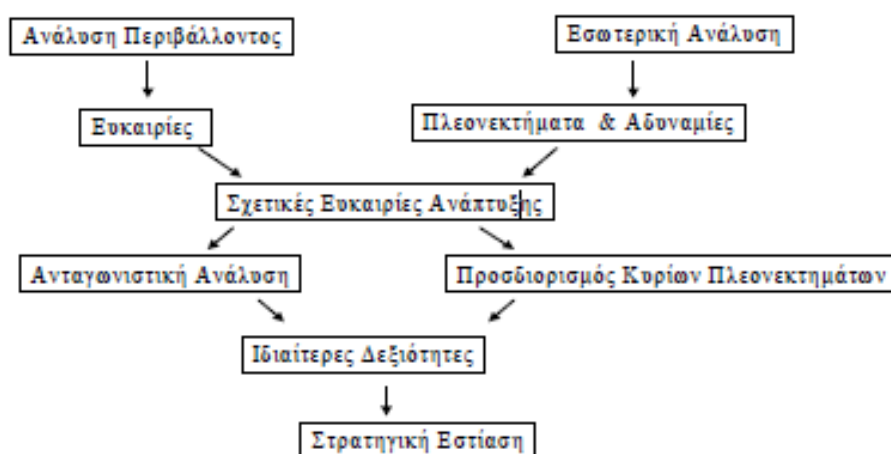 Ανάλυση Περιβάλλοντος
Εσωτερική Ανάλυση
Ευκαιρίες
Πλεονεκτήματα & Αδυναμίες
Σχετικές Ευκαιρίες Ανάπτυξης
Ανταγωνιστική Ανάλυση
Προσδιορισμός Κυρίων Πλεονεκτημάτων
Ιδιαίτερες Δεξιότητες
Στρατηγική Εστίαση